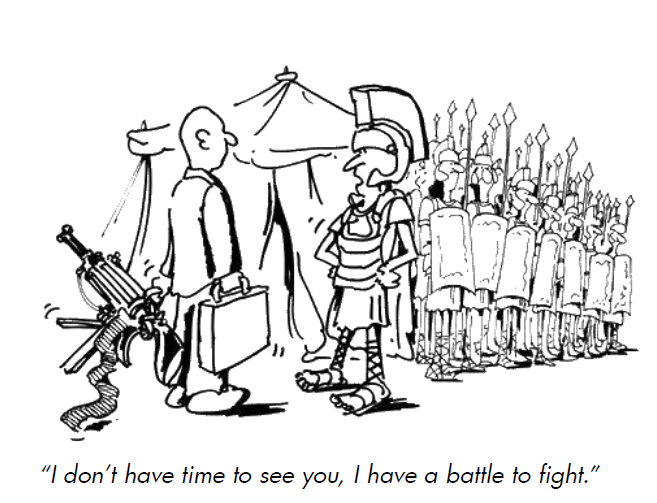 “I don’t have time to see you, I have a battle to fight.”